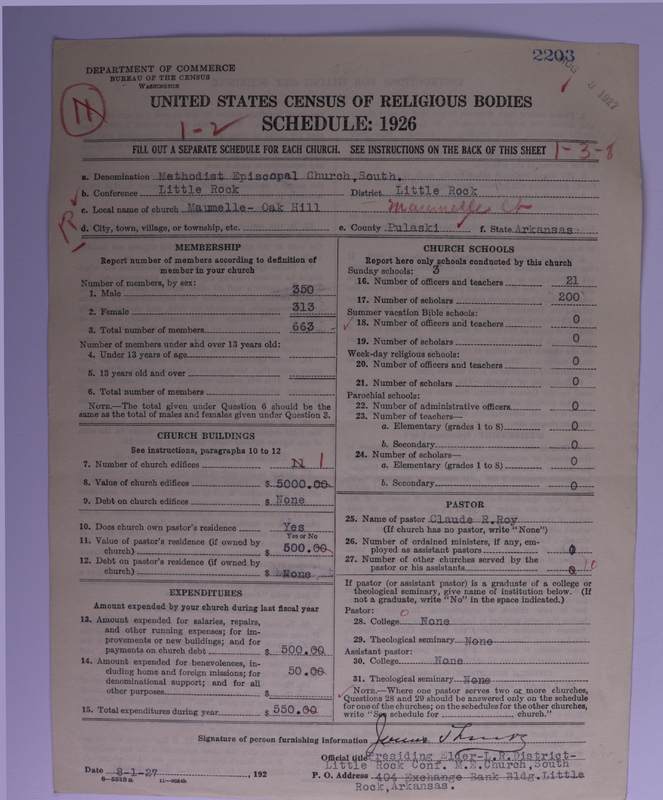 2203
AUG 3 1927
DEPARTMENT OF COMMERCE
BUREAU OF THE CENSUS
WASHINGTON
N
UNITED STATES CENSUS OF RELIGIOUS BODIES
1-2
SCHEDULE: 1926
FILL OUT A SEPARATE SCHEDULE FOR EACH CHURCH. SEE INSTRUCTIONS ON THE BACK OF THIS SHEET
1-3-8
a. Denomination Methodist Episcopal Church,South.
b. Conference Little Rock District Little Rock
c. Local name of church Maumelle- Oak Hill Maumelle Ct
R
d. City, town, village, or township, etc. e. County Pulaski f. State Arkansas
MEMBERSHIP
Report number of members according to definition of
member in your church
Number of members, by sex:
1. Male 350
2. Female 313
3. Total number of members 663
Number of members under and over 13 years old:
4. Under 13 years of age
5. 13 years old and over
6. Total number of members
NOTE.—The total given under Question 6 should be
same as the total of males and females given under Question 3.
CHURCH BUILDINGS
See instructions, paragraphs 10 to 12
7. Number of church edifices N 1
8. Value of church edifices $ 5000.00
9. Debt on church edifices $ None
10. Does church own pastor's residence Yes
Yes or No
11. Value of pastor's residence (if owned by
church) $ 500.00
12. Debt on pastor's residence (if owned by
church) $ None
EXPENDITURES
Amount expended by your church during last fiscal year
13. Amount expended for salaries, repairs,
and other running expenses; for im-
provements or new buildings; and for
payments on church debt $ 500.00
14. Amount expended for benevolences, in-
cluding home and foreign missions; for 50.00
denominational support; and for all
other purposes $
15. Total expenditures during year $ 550.00
CHURCH SCHOOLS
Report here only schools conducted by this church
Sunday schools: 3
16. Number of officers and teachers 21
17. Number of scholars 200
Summer vacation Bible schools:
18. Number of officers and teachers 0
19. Number of scholars 0
Week-day religious schools:
20. Number of officers and teachers 0
21. Number of scholars 0
Parochial schools:
22. Number of administrative officers 0
23. Number of teachers—
a. Elementary (grades 1 to 8) 0
b. Secondary 0
24. Number of scholars—
a. Elementary (grades 1 to 8) 0
b. Secondary 0
PASTOR
25. Name of pastor Claude R.Roy
(If church has no pastor, write "None")
26. Number of ordained ministers, if any, em-
ployed as assistant pastors 0
27. Number of other churches served by the
pastor or his assistants 0 10
If pastor (or assistant pastor) is a graduate of a college or
theological seminary, give name of institution below. (If
not a graduate, write "No" in the space indicated.)
Pastor: 0
28. College None
29. Theological seminary None
Assistant pastor:
30. College None
31. Theological seminary None
NOTE.—Where one pastor serves two or more churches,
Questions 28 and 29 should be answered only on the schedule
for one of the churches; on the schedules for the other churches,
write "See schedule for church."
Signature of person furnishing information James Thomas
Official title Presiding Elder-L.R.District-
Little Rock Conf. M.E.Church,South
Date 8-1-27, 192 P. O. Address 404 Exchange Bank Bldg.Little
Rock,Arkansas.